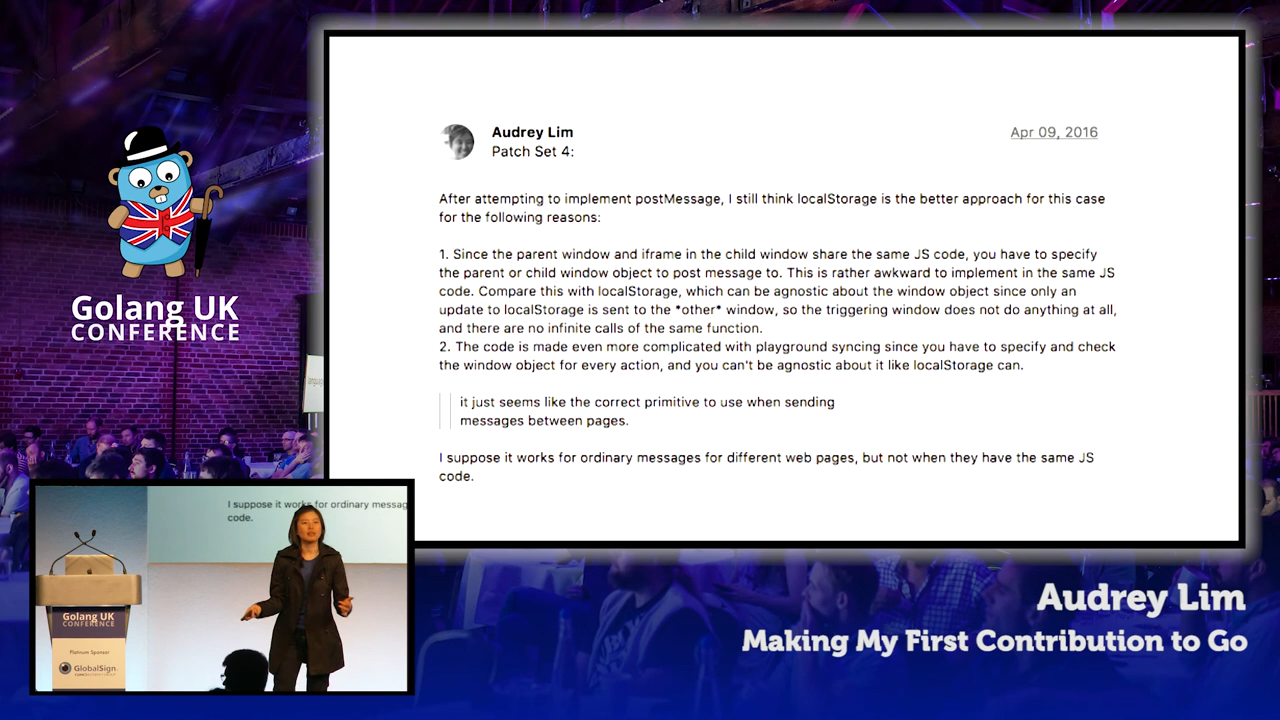 Golang UK
CONFERENCE
Audrey Lim
Apr 09, 2016
Patch Set 4:
After attempting to implement postMessage, I still think localStorage is the better approach for this case
for the following reasons:
1. Since the parent window and iframe in the child window share the same JS code, you have to specify
the parent or child window object to post message to. This is rather awkward to implement in the same JS
code. Compare this with localStorage, which can be agnostic about the window object since only an
update to localStorage is sent to the *other* window, so the triggering window does not do anything at all,
and there are no infinite calls of the same function.
2. The code is made even more complicated with playground syncing since you have to specify and check
the window object for every action, and you can't be agnostic about it like localStorage can.
it just seems like the correct primitive to use when sending
messages between pages.
I suppose it works for ordinary messages for different web pages, but not when they have the same JS
code.
I suppose it works for ordinary messag
code.
Golang UK
CONFERENCE
Platinum Sponsor
GlobalSign
Audrey Lim
Making My First Contribution to Go